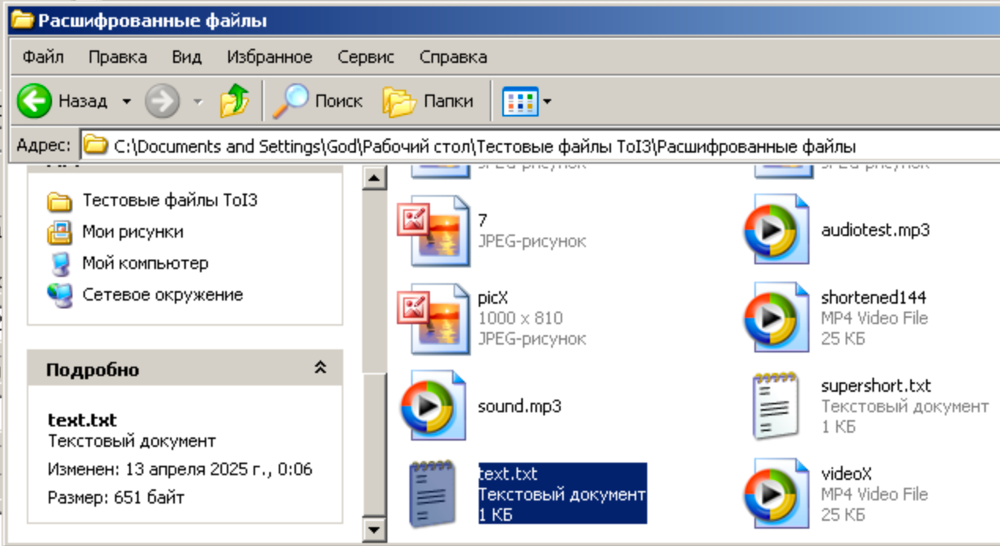 Расшифрованные файлы
Файл Правка Вид Избранное Сервис Справка
Назад Поиск Папки
Адрес: C:\Documents and Settings\God\Рабочий стол\Тестовые файлы ToI3\Расшифрованные файлы
Тестовые файлы ToI3
Мои рисунки
Мой компьютер
Сетевое окружение
Подробно
text.txt
Текстовый документ
Изменен: 13 апреля 2025 г., 0:06
Размер: 651 байт
JPEG-рисунок
JPEG-рисунок
7
JPEG-рисунок
audiotest.mp3
picX
1000 x 810
JPEG-рисунок
shortened144
MP4 Video File
25 КБ
sound.mp3
supershort.txt
Текстовый документ
1 КБ
text.txt
Текстовый документ
1 КБ
videoX
MP4 Video File
25 КБ